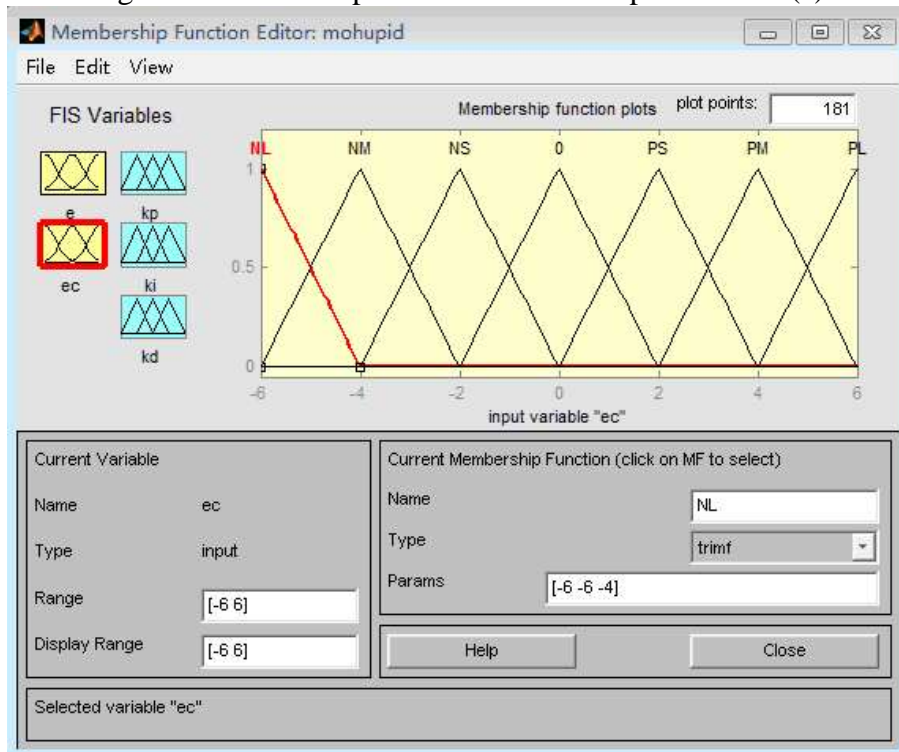 Membership Function Editor: mohupid
File Edit View
FIS Variables
Membership function plots plot points: 181
NL NM NS 0 PS PM PL
e kp
ec ki
kd
1
0.5
0
-6 -4 -2 0 2 4 6
input variable "ec"
Current Variable
Name ec
Type input
Range [-6 6]
Display Range [-6 6]
Current Membership Function (click on MF to select)
Name NL
Type trimf
Params [-6 -6 -4]
Help Close
Selected variable "ec"